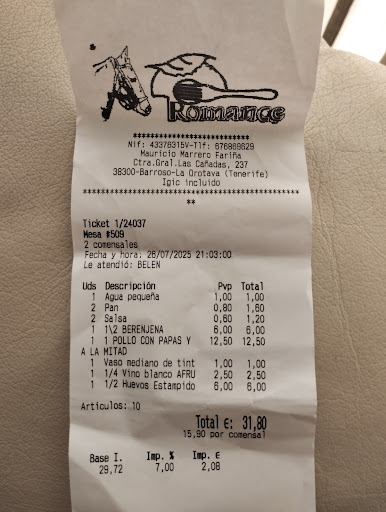 Romance
******************************
Nif: 43376315V-Tlf: 676869629
Mauricio Marrero Fariña
Ctra.Gral.Las Cañadas, 237
38300-Barroso-La Orotava (Tenerife)
Igic incluido
**************************************************
**
Ticket 1/24037
Mesa #509
2 comensales
Fecha y hora: 26/07/2025 21:03:00
Le atendió: BELEN
Uds Descripción Pvp Total
1 Agua pequeña 1,00 1,00
2 Pan 0,80 1,60
2 Salsa 0,60 1,20
1 1\2 BERENJENA 6,00 6,00
1 1 POLLO CON PAPAS Y 12,50 12,50
A LA MITAD
1 Vaso mediano de tint 1,00 1,00
1 1/4 Vino blanco AFRU 2,50 2,50
1 1/2 Huevos Estampido 6,00 6,00
Articulos: 10
Total €: 31,80
15,90 por comensal
Base I. Imp. % Imp. €
29,72 7,00 2,08